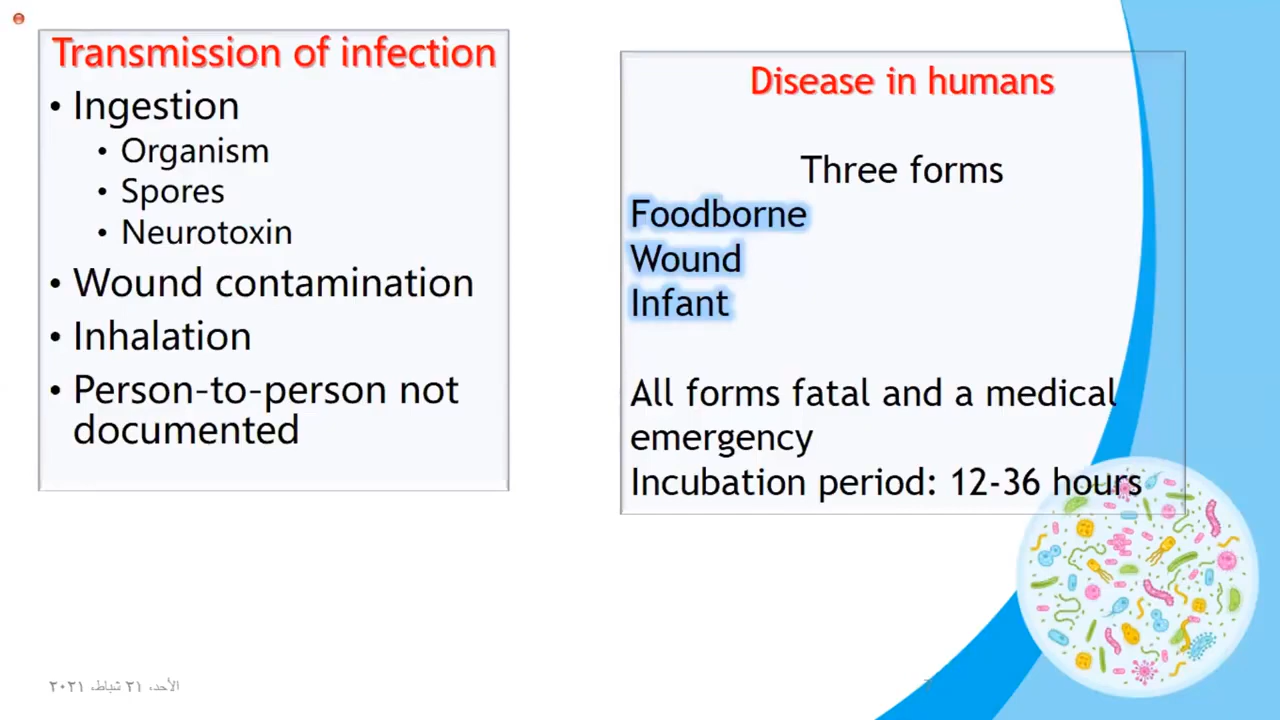 Transmission of infection
• Ingestion
• Organism
• Spores
• Neurotoxin
• Wound contamination
• Inhalation
• Person-to-person not
documented
Disease in humans
Three forms
Foodborne
Wound
Infant
All forms fatal and a medical
emergency
Incubation period: 12-36 hours
الأحد، ٢١ شباط، ٢٠٢١